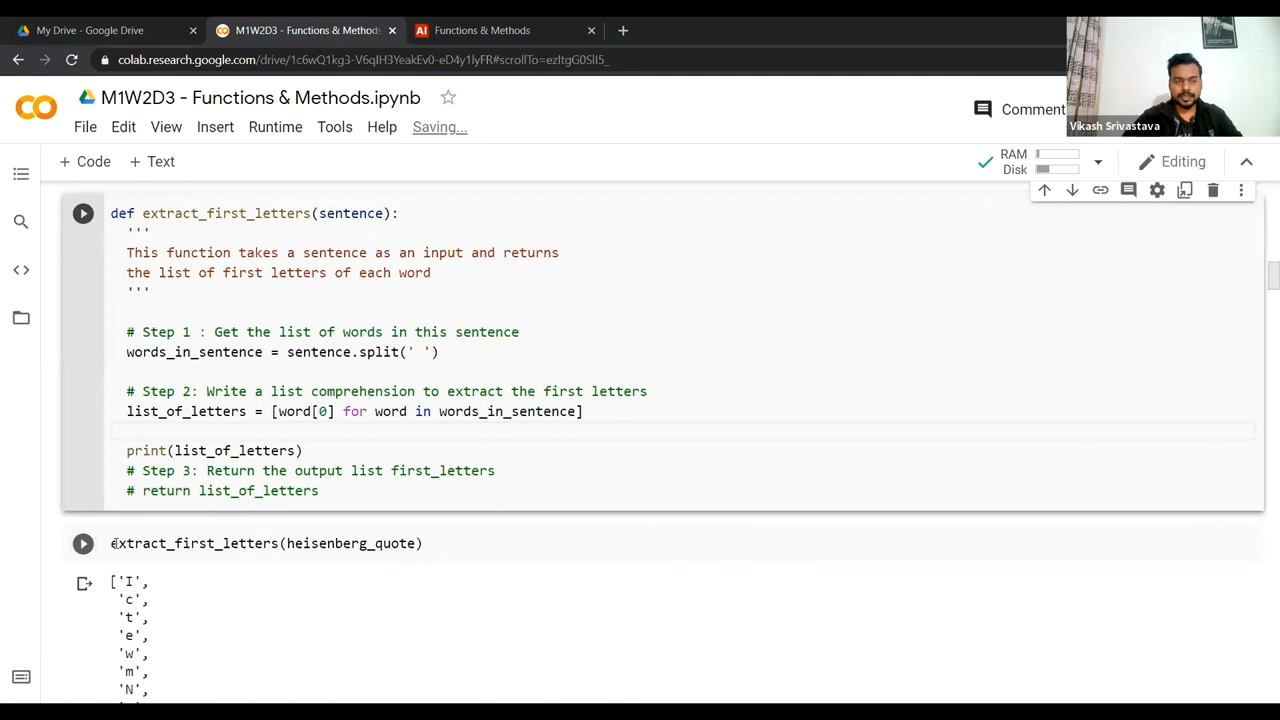 My Drive - Google Drive
M1W2D3 - Functions & Method:
AI Functions & Methods
colab.research.google.com/drive/1c6wQ1kg3-V6qIH3YeakEv0-eD4y1lyFR#scrollTo=ezItgG0SlI5_
CO
M1W2D3 - Functions & Methods.ipynb
File Edit View Insert Runtime Tools Help Saving...
Comment
Vikash Srivastava
+ Code + Text
RAM
Disk
Editing
def extract_first_letters(sentence):
'''
This function takes a sentence as an input and returns
the list of first letters of each word
'''
# Step 1 : Get the list of words in this sentence
words_in_sentence = sentence.split(' ')
# Step 2: Write a list comprehension to extract the first letters
list_of_letters = [word[0] for word in words_in_sentence]
print(list_of_letters)
# Step 3: Return the output list first_letters
# return list_of_letters
extract_first_letters(heisenberg_quote)
['I',
'c',
't',
'e',
'w',
'm',
'N',